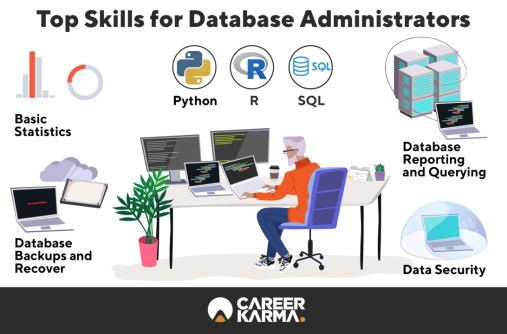 Top Skills for Database Administrators
Python
R
SQL
SQL
Basic
Statistics
Database
Reporting
and Querying
Database
Backups and
Recover
Data Security
CAREER
KARMA.